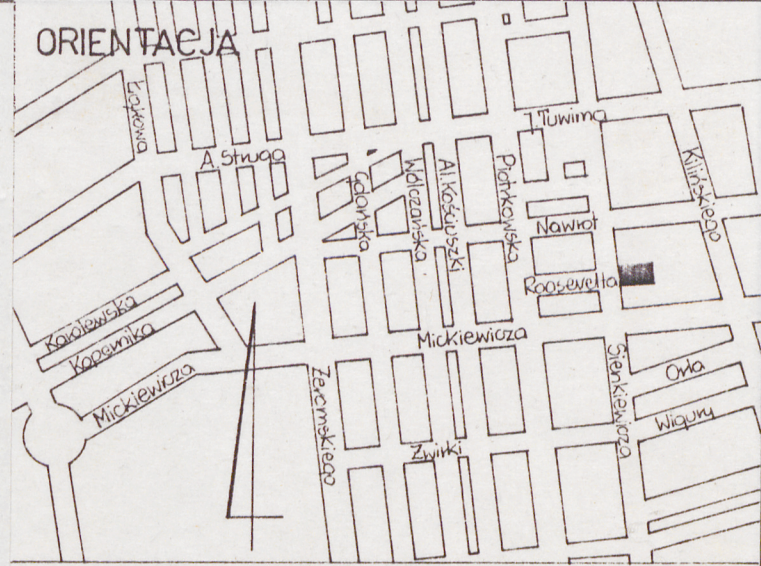 ORIENTACJA
J.Tuwima
Łąkowa
A.Struga
Gdańska
Wólczańska
Al.Kościuszki
Piotrkowska
Kilińskiego
Nawrot
Roosevelta
Karolewska
Kopernika
Mickiewicza
Mickiewicza
Żeromskiego
Sienkiewicza
Orla
Wigury
Żwirki